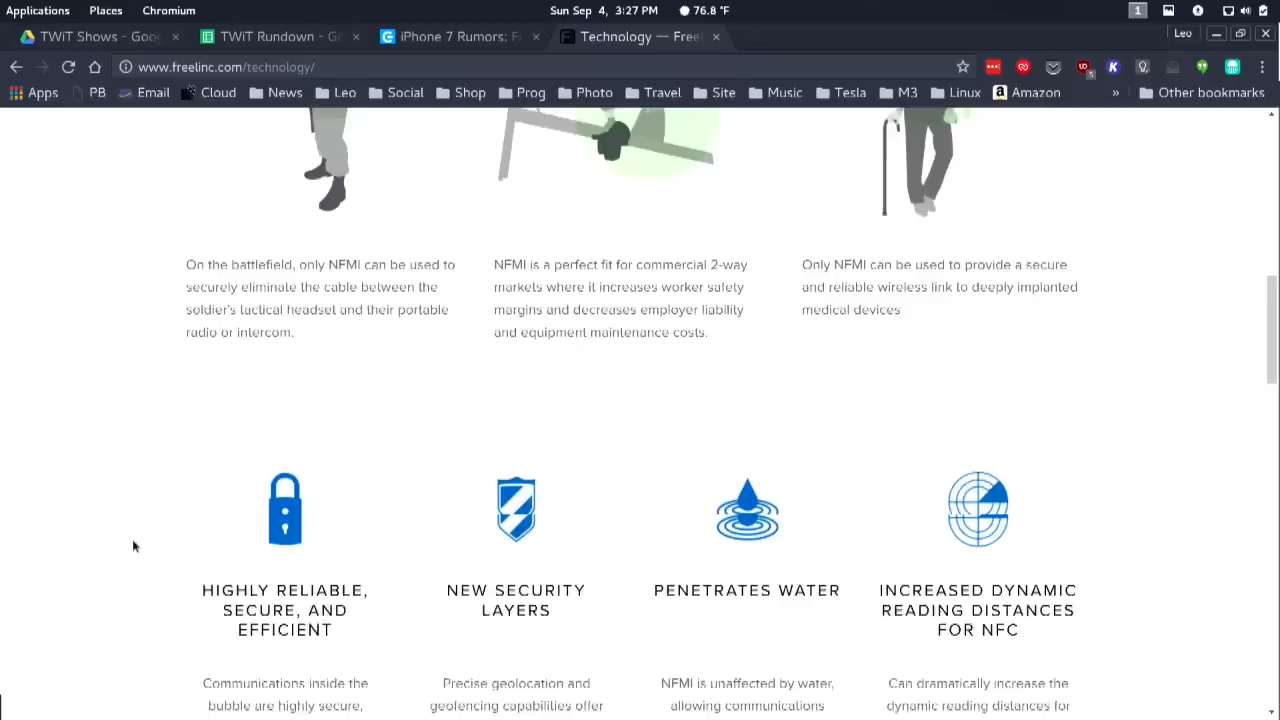 Applications Places Chromium Sun Sep 4, 3:27 PM 76.8 °F 1
TWiT Shows - Goo TWiT Rundown - G iPhone 7 Rumors: F Technology — Freel Leo
www.freelinc.com/technology/
Apps PB Email Cloud News Leo Social Shop Prog Photo Travel Site Music Tesla M3 Linux Amazon » Other bookmarks
On the battlefield, only NFMI can be used to
securely eliminate the cable between the
soldier's tactical headset and their portable
radio or intercom.
NFMI is a perfect fit for commercial 2-way
markets where it increases worker safety
margins and decreases employer liability
and equipment maintenance costs.
Only NFMI can be used to provide a secure
and reliable wireless link to deeply implanted
medical devices
HIGHLY RELIABLE,
SECURE, AND
EFFICIENT
Communications inside the
bubble are highly secure,
NEW SECURITY
LAYERS
Precise geolocation and
geofencing capabilities offer
PENETRATES WATER
NFMI is unaffected by water,
allowing communications
INCREASED DYNAMIC
READING DISTANCES
FOR NFC
Can dramatically increase the
dynamic reading distances for